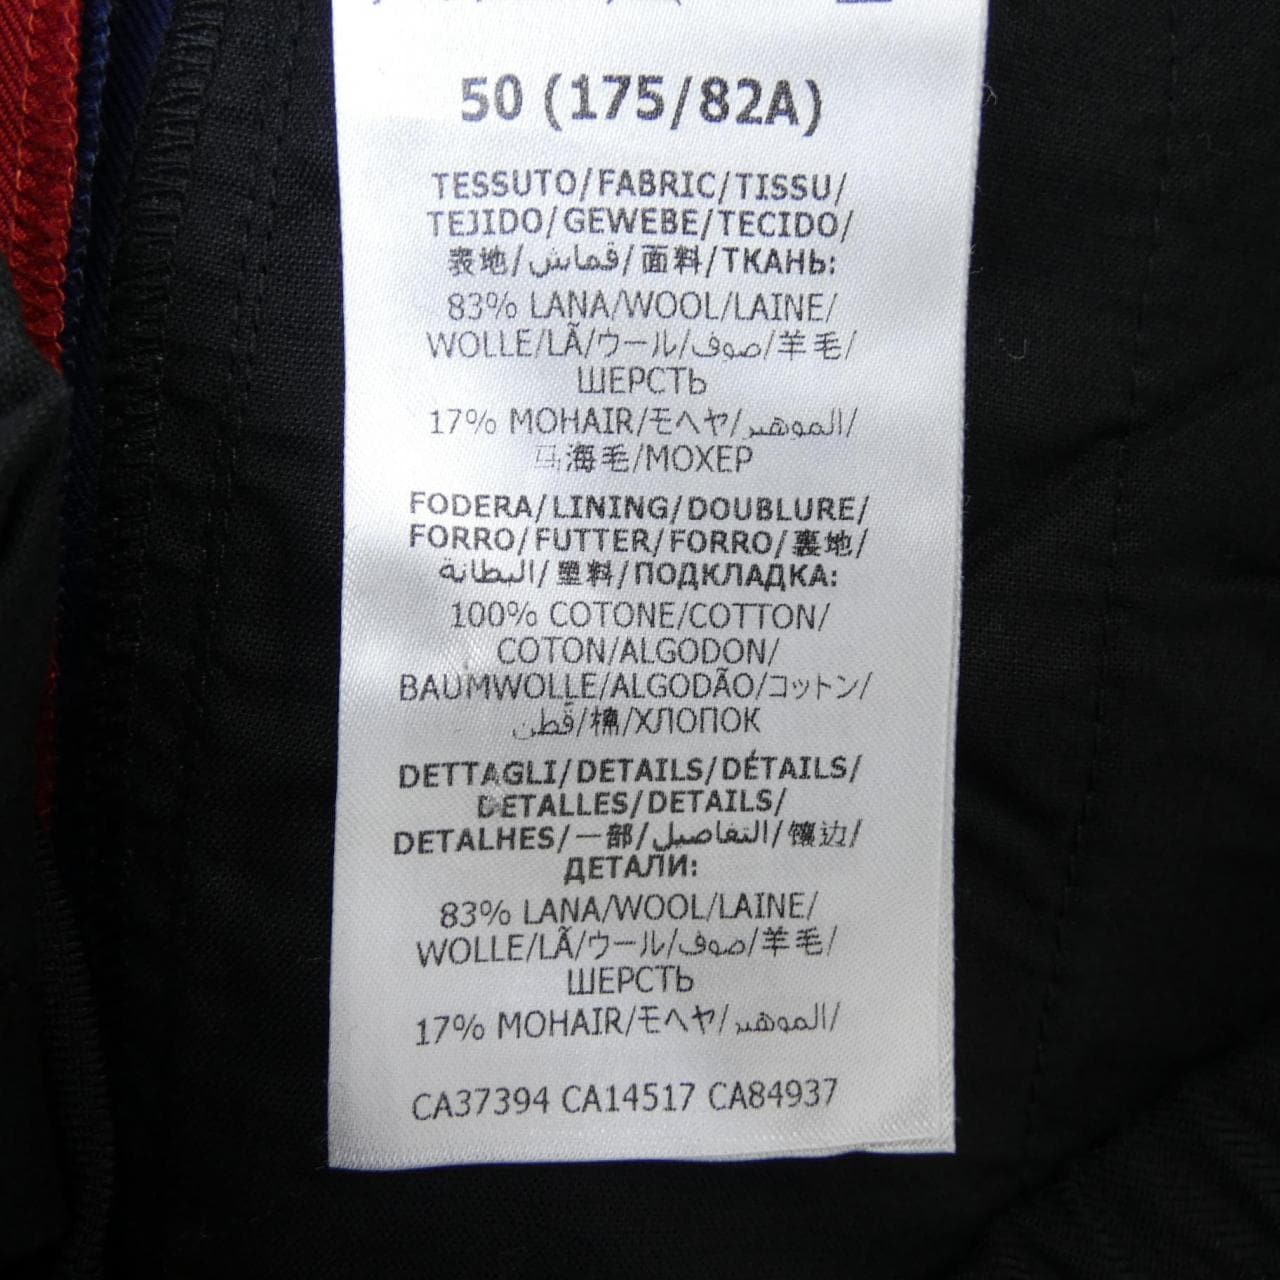 50 (175/82A)
TESSUTO/FABRIC/TISSU/
TEJIDO/GEWEBE/TECIDO/
表地/قماش/面料/ТКАНЬ:
83% LANA/WOOL/LAINE/
WOLLE/LÃ/ウール/صوف/羊毛/
ШЕРСТЬ
17% MOHAIR/モヘヤ/الموهير/
马海毛/МОХЕР
FODERA/LINING/DOUBLURE/
FORRO/FUTTER/FORRO/裏地/
البطانة/里料/ПОДКЛАДКА:
100% COTONE/COTTON/
COTON/ALGODON/
BAUMWOLLE/ALGODÃO/コットン/
قطن/棉/ХЛОПОК
DETTAGLI/DETAILS/DÉTAILS/
DETALLES/DETAILS/
DETALHES/一部/التفاصيل/镶边/
ДЕТАЛИ:
83% LANA/WOOL/LAINE/
WOLLE/LÃ/ウール/صوف/羊毛/
ШЕРСТЬ
17% MOHAIR/モヘヤ/الموهير/
CA37394 CA14517 CA84937